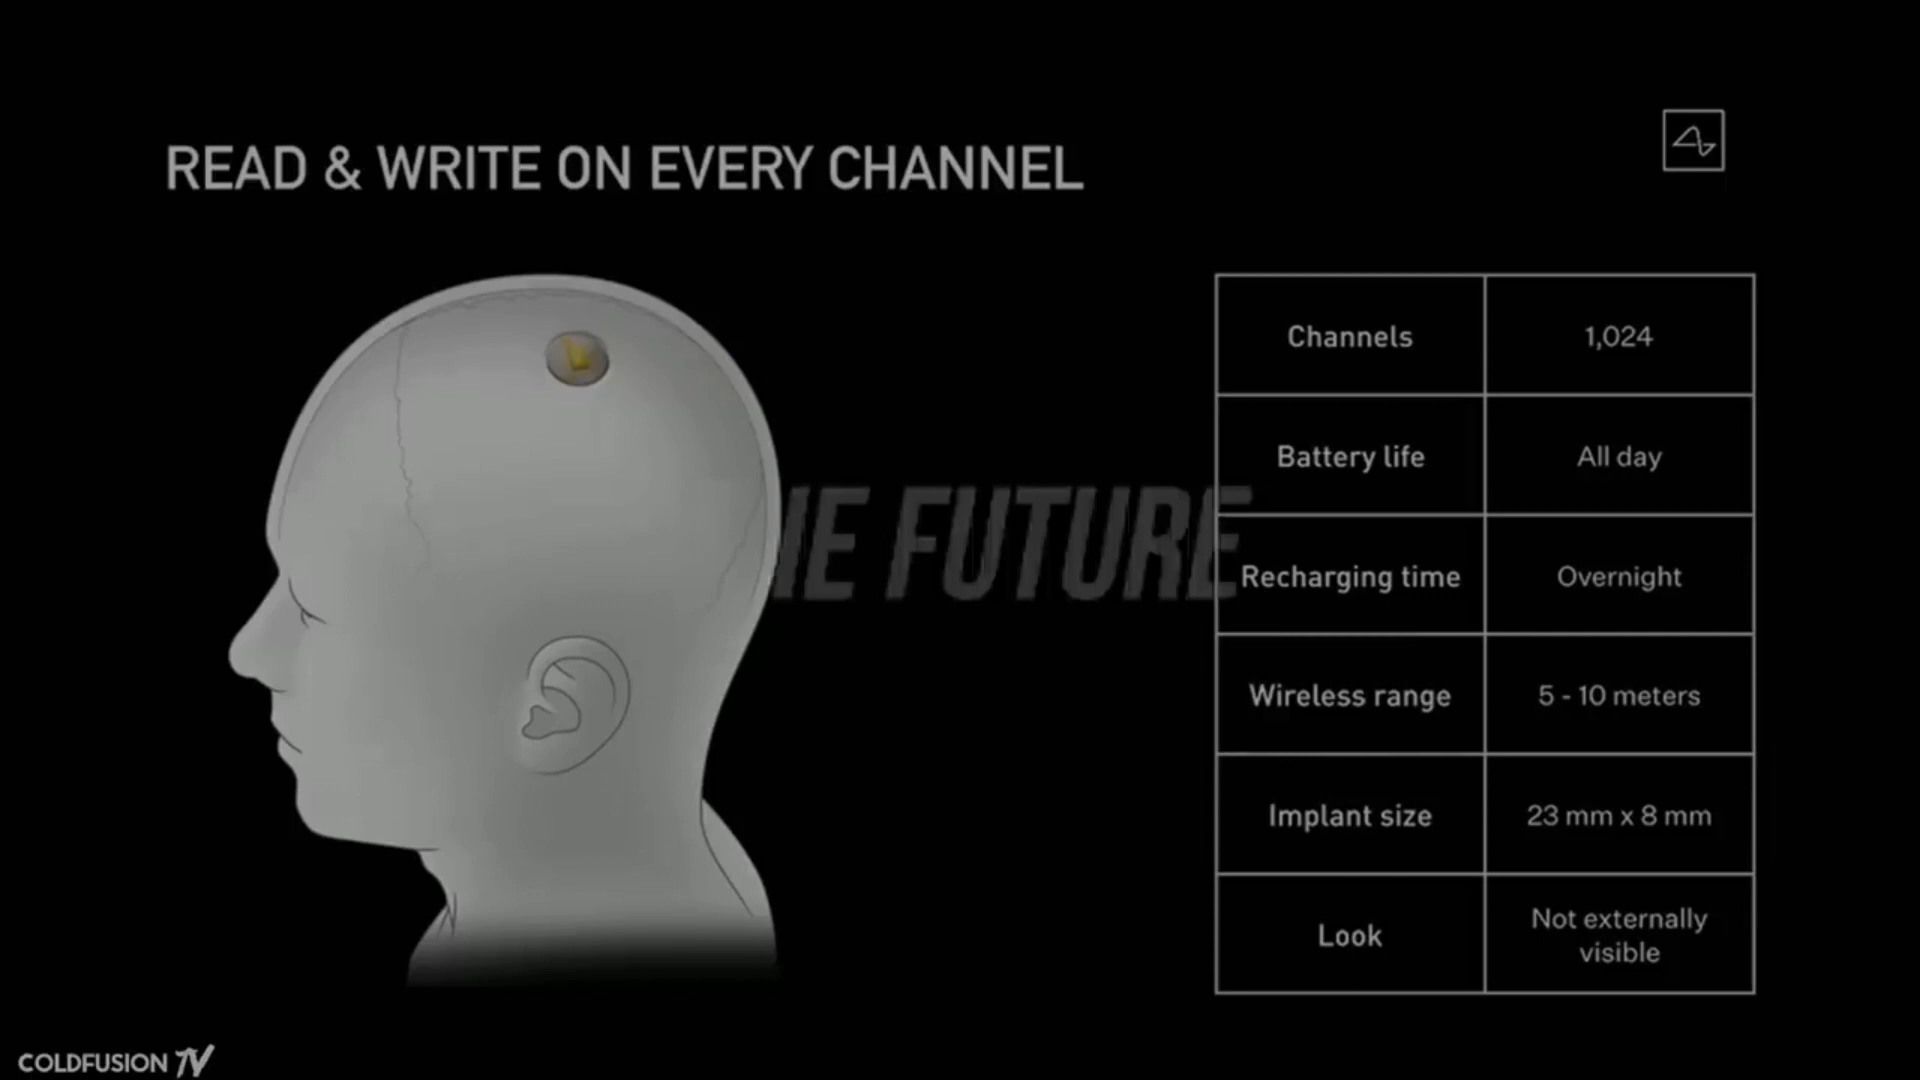 READ & WRITE ON EVERY CHANNEL
Channels 1,024
Battery life All day
FUTURE
Recharging time Overnight
Wireless range 5 - 10 meters
Implant size 23 mm x 8 mm
Look Not externally
visible
COLDFUSION TV